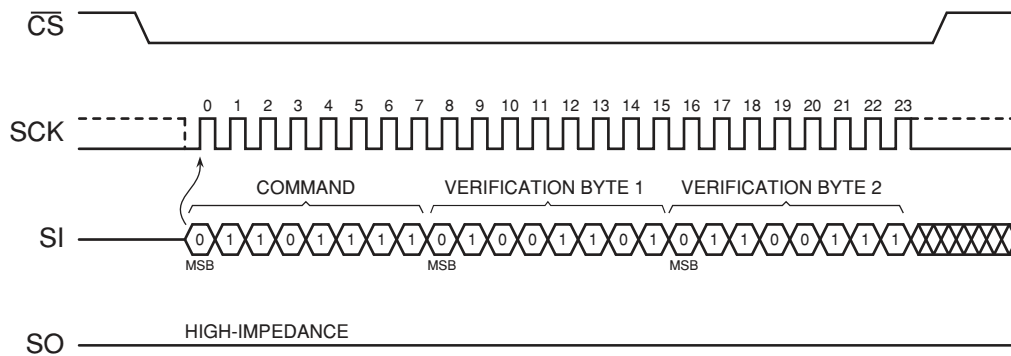 CS
0 1 2 3 4 5 6 7 8 9 10 11 12 13 14 15 16 17 18 19 20 21 22 23
SCK
COMMAND VERIFICATION BYTE 1 VERIFICATION BYTE 2
SI 0 1 1 0 1 1 1 1 0 1 0 0 1 1 0 1 0 1 1 0 0 1 1 1
MSB MSB MSB
HIGH-IMPEDANCE
SO